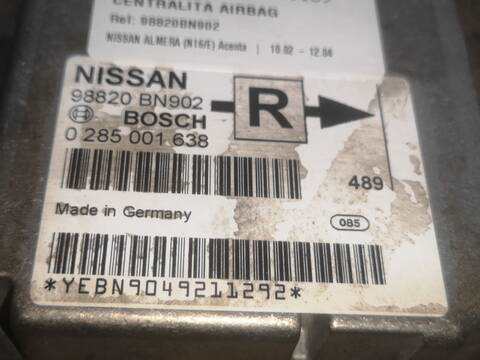 CENTRALITA AIRBAG
Ref: 98820BN902
NISSAN ALMERA (N16/E) Acenta | 10.02 - 12.04
NISSAN
98820 BN902
BOSCH
R
0 285 001 638
489
Made in Germany
085
*YEBN9049211292*